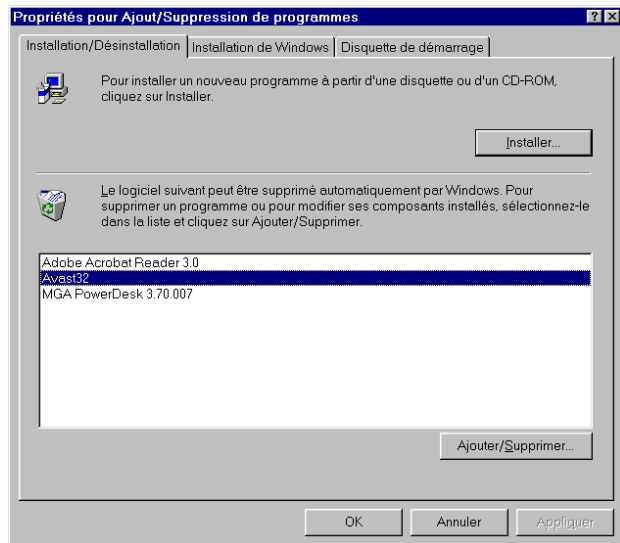 Propriétés pour Ajout/Suppression de programmes
Installation/Désinstallation Installation de Windows Disquette de démarrage
Pour installer un nouveau programme à partir d'une disquette ou d'un CD-ROM,
cliquez sur Installer.
Installer...
Le logiciel suivant peut être supprimé automatiquement par Windows. Pour
supprimer un programme ou pour modifier ses composants installés, sélectionnez-le
dans la liste et cliquez sur Ajouter/Supprimer.
Adobe Acrobat Reader 3.0
Avast32
MGA PowerDesk 3.70.007
Ajouter/Supprimer...
OK Annuler Appliquer